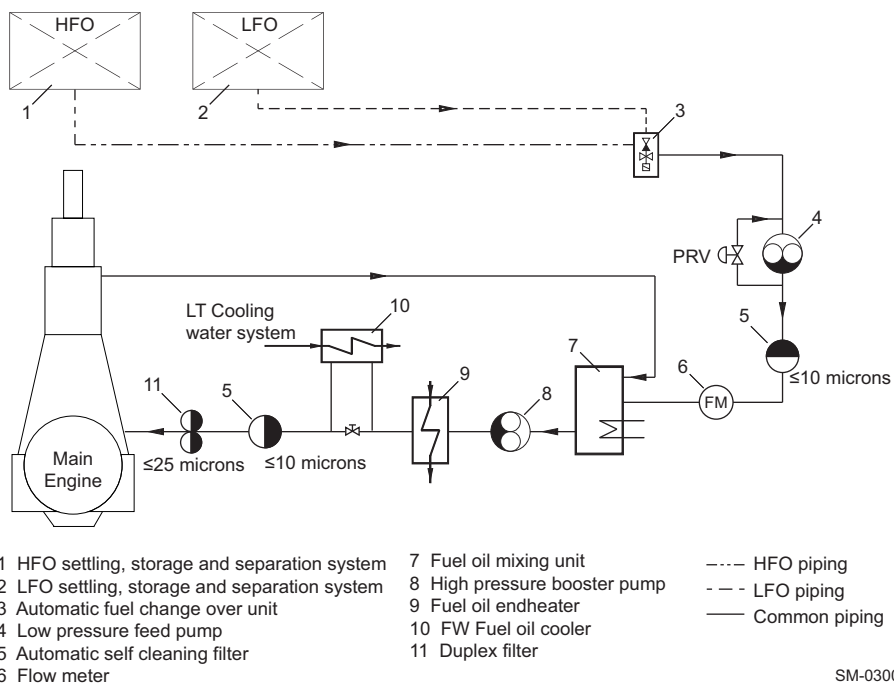 HFO
LFO
1
2
3
4
PRV
LT Cooling
water system
10
7
5
≤10 microns
6
FM
9
8
11
5
≤25 microns
≤10 microns
Main
Engine
1 HFO settling, storage and separation system
2 LFO settling, storage and separation system
3 Automatic fuel change over unit
4 Low pressure feed pump
5 Automatic self cleaning filter
6 Flow meter
7 Fuel oil mixing unit
8 High pressure booster pump
9 Fuel oil endheater
10 FW Fuel oil cooler
11 Duplex filter
HFO piping
LFO piping
Common piping
SM-0300